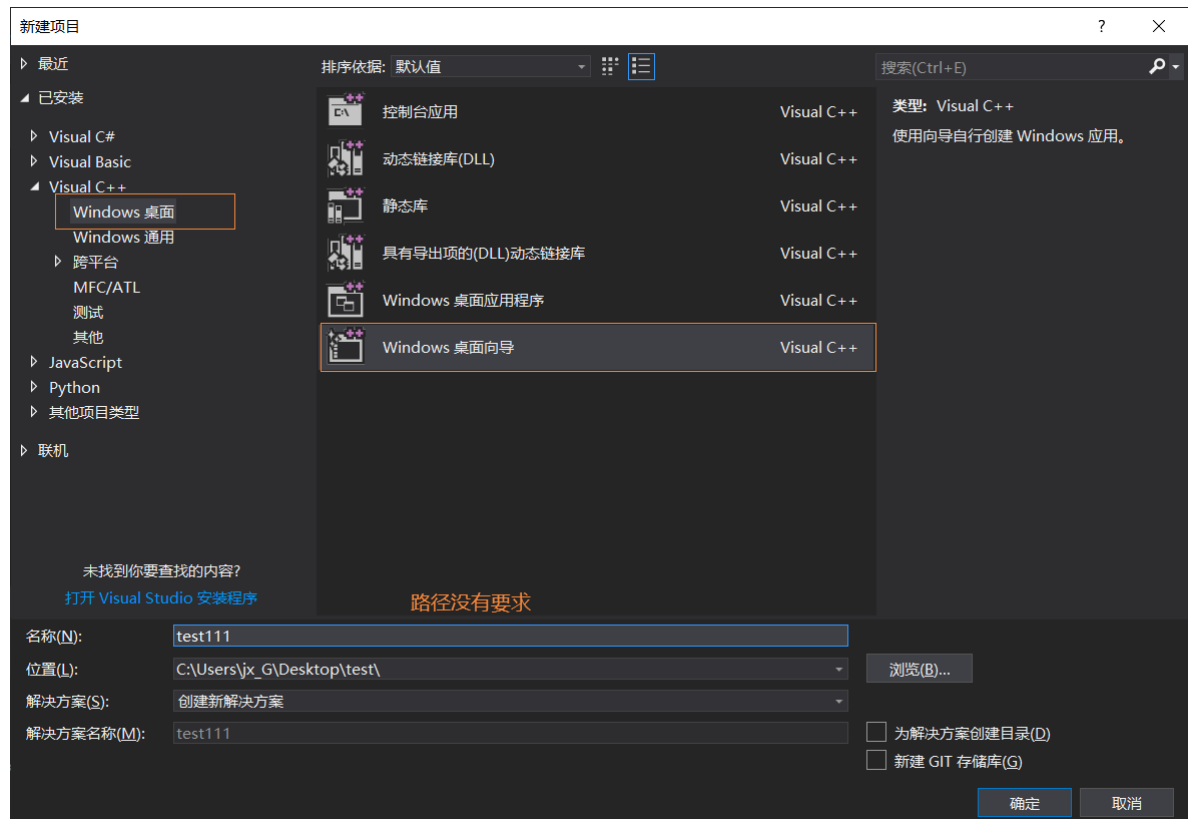 新建项目
? ×
最近
已安装
Visual C#
Visual Basic
Visual C++
Windows 桌面
Windows 通用
跨平台
MFC/ATL
测试
其他
JavaScript
Python
其他项目类型
联机
未找到你要查找的内容?
打开 Visual Studio 安装程序
排序依据: 默认值
控制台应用 Visual C++
动态链接库(DLL) Visual C++
静态库 Visual C++
具有导出项的(DLL)动态链接库 Visual C++
Windows 桌面应用程序 Visual C++
Windows 桌面向导 Visual C++
路径没有要求
搜索(Ctrl+E)
类型: Visual C++
使用向导自行创建 Windows 应用。
名称(N): test111
位置(L): C:\Users\jx_G\Desktop\test\
浏览(B)...
解决方案(S): 创建新解决方案
解决方案名称(M): test111
为解决方案创建目录(D)
新建 GIT 存储库(G)
确定 取消